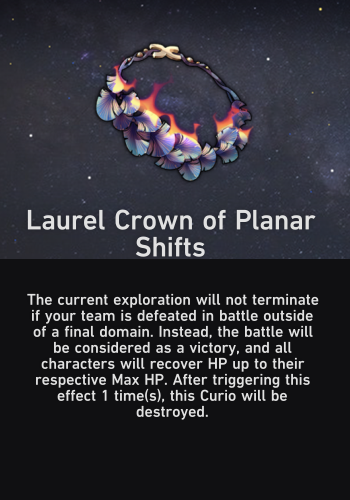 Laurel Crown of Planar
Shifts
The current exploration will not terminate
if your team is defeated in battle outside
of a final domain. Instead, the battle will
be considered as a victory, and all
characters will recover HP up to their
respective Max HP. After triggering this
effect 1 time(s), this Curio will be
destroyed.